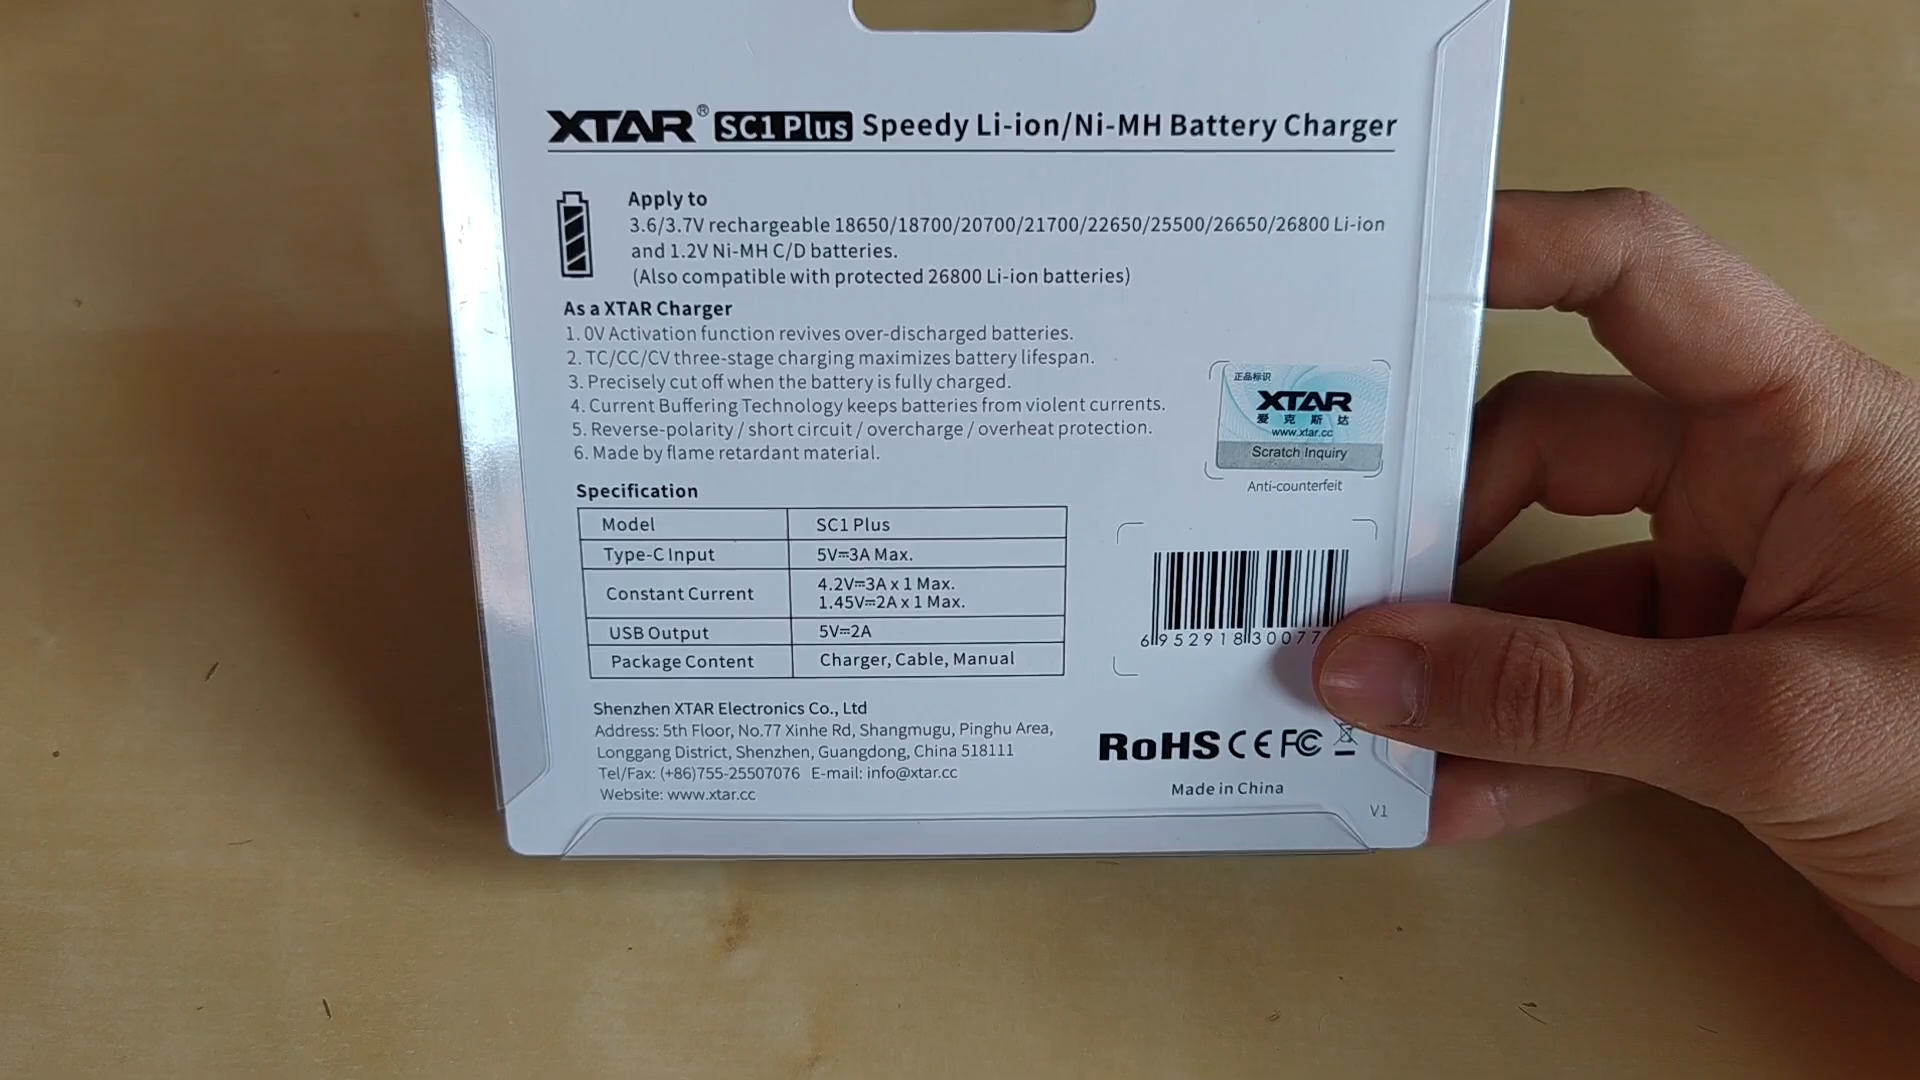 XTAR® SC1 Plus Speedy Li-ion/Ni-MH Battery Charger
Apply to
3.6/3.7V rechargeable 18650/18700/20700/21700/22650/25500/26650/26800 Li-ion
and 1.2V Ni-MH C/D batteries.
(Also compatible with protected 26800 Li-ion batteries)
As a XTAR Charger
1. 0V Activation function revives over-discharged batteries.
2. TC/CC/CV three-stage charging maximizes battery lifespan.
3. Precisely cut off when the battery is fully charged.
4. Current Buffering Technology keeps batteries from violent currents.
5. Reverse-polarity / short circuit / overcharge / overheat protection.
6. Made by flame retardant material.
正品标识
XTAR
爱克斯达
www.xtar.cc
Scratch Inquiry
Anti-counterfeit
Specification
Model SC1 Plus
Type-C Input 5V⎓3A Max.
Constant Current 4.2V⎓3A x 1 Max.
1.45V⎓2A x 1 Max.
USB Output 5V⎓2A
Package Content Charger, Cable, Manual
6 952918 30077
Shenzhen XTAR Electronics Co., Ltd
Address: 5th Floor, No.77 Xinhe Rd, Shangmugu, Pinghu Area,
Longgang District, Shenzhen, Guangdong, China 518111
Tel/Fax: (+86)755-25507076 E-mail: info@xtar.cc
Website: www.xtar.cc
RoHS CE FC
Made in China
V1